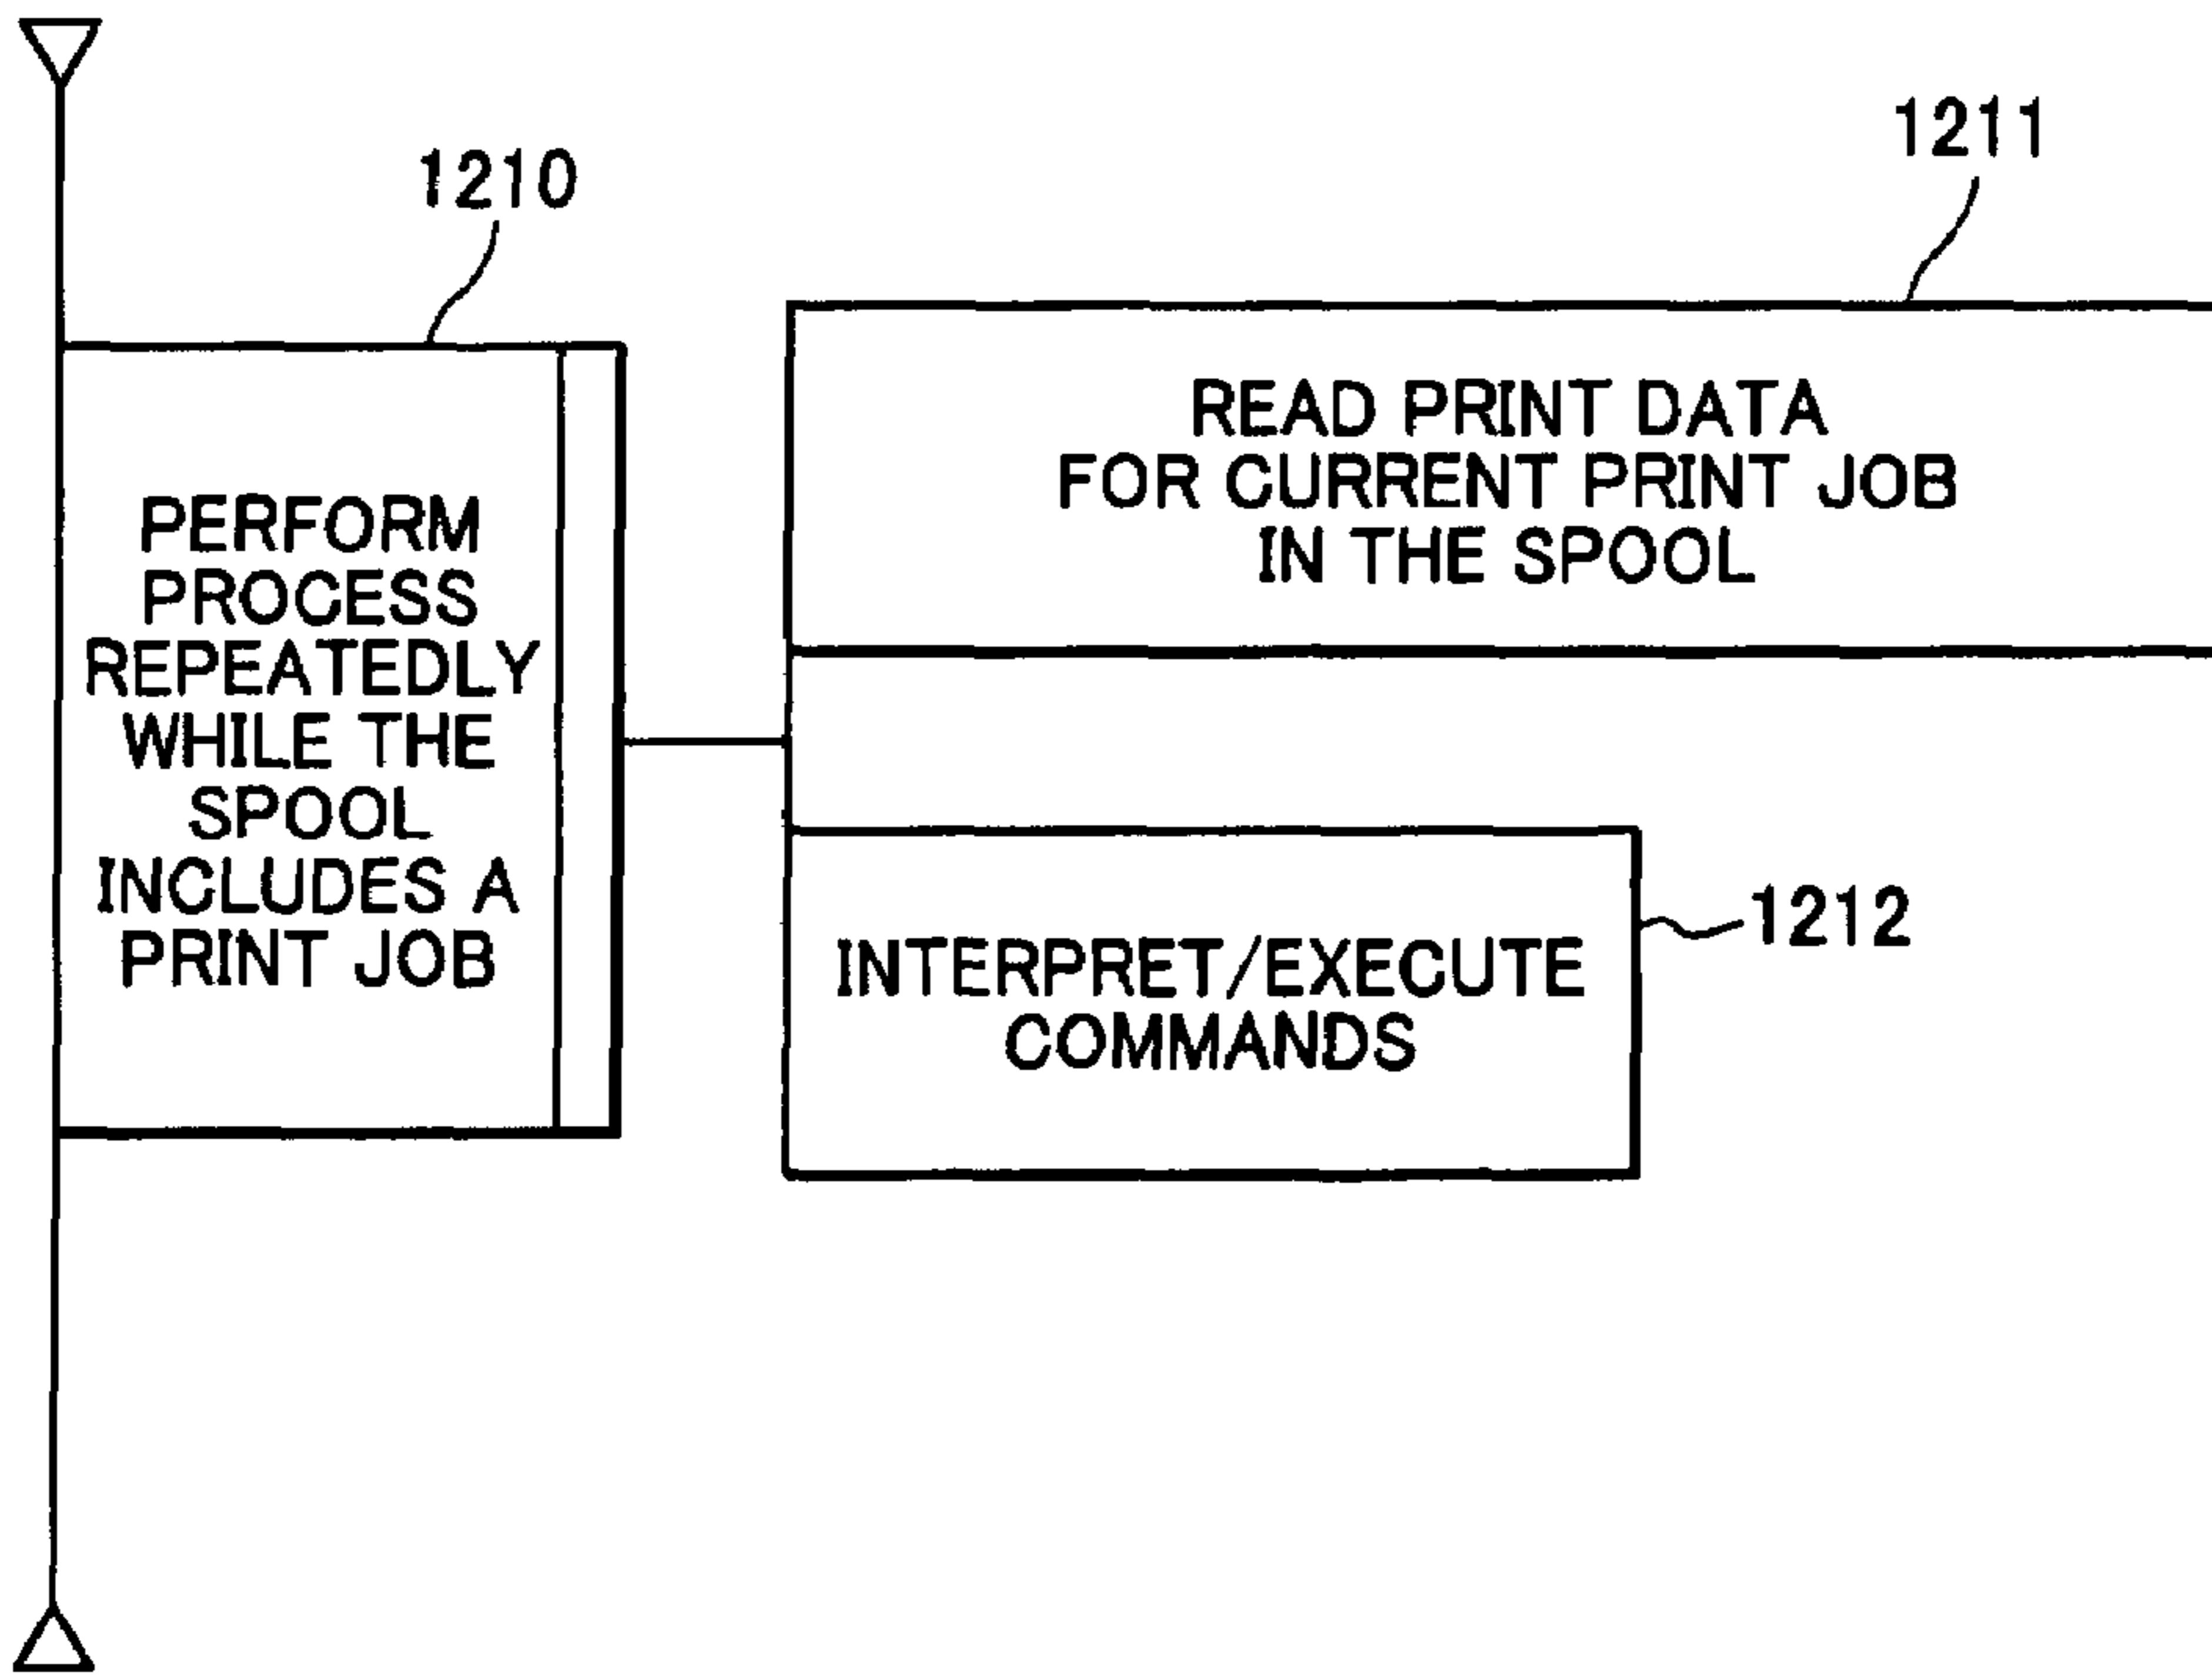 1210
PERFORM
PROCESS
REPEATEDLY
WHILE THE
SPOOL
INCLUDES A
PRINT JOB
1211
READ PRINT DATA
FOR CURRENT PRINT JOB
IN THE SPOOL
INTERPRET/EXECUTE
COMMANDS
1212